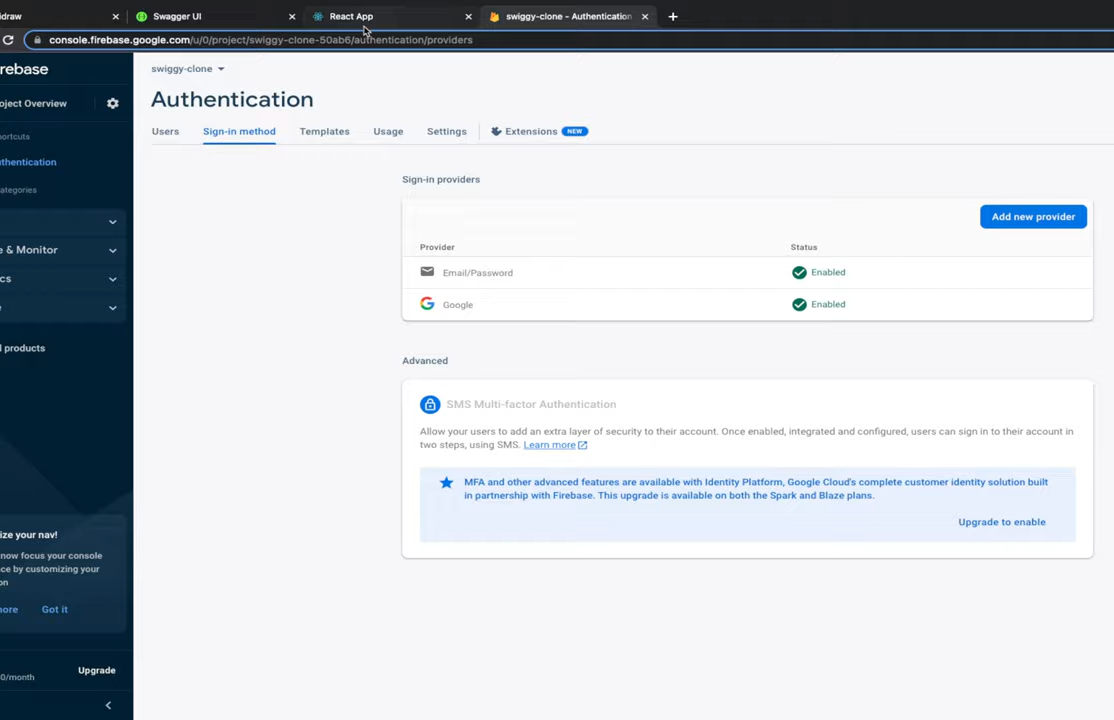 idraw
Swagger UI
React App
swiggy-clone - Authentication
console.firebase.google.com/u/0/project/swiggy-clone-50ab6/authentication/providers
rebase
swiggy-clone
oject Overview
Authentication
ortcuts
Users
Sign-in method
Templates
Usage
Settings
Extensions
NEW
uthentication
ategories
Sign-in providers
Add new provider
Provider
Status
e & Monitor
Email/Password
Enabled
cs
Google
Enabled
e
l products
Advanced
SMS Multi-factor Authentication
Allow your users to add an extra layer of security to their account. Once enabled, integrated and configured, users can sign in to their account in
two steps, using SMS. Learn more
MFA and other advanced features are available with Identity Platform, Google Cloud's complete customer identity solution built
in partnership with Firebase. This upgrade is available on both the Spark and Blaze plans.
Upgrade to enable
ize your nav!
now focus your console
ce by customizing your
on
nore
Got it
0/month
Upgrade